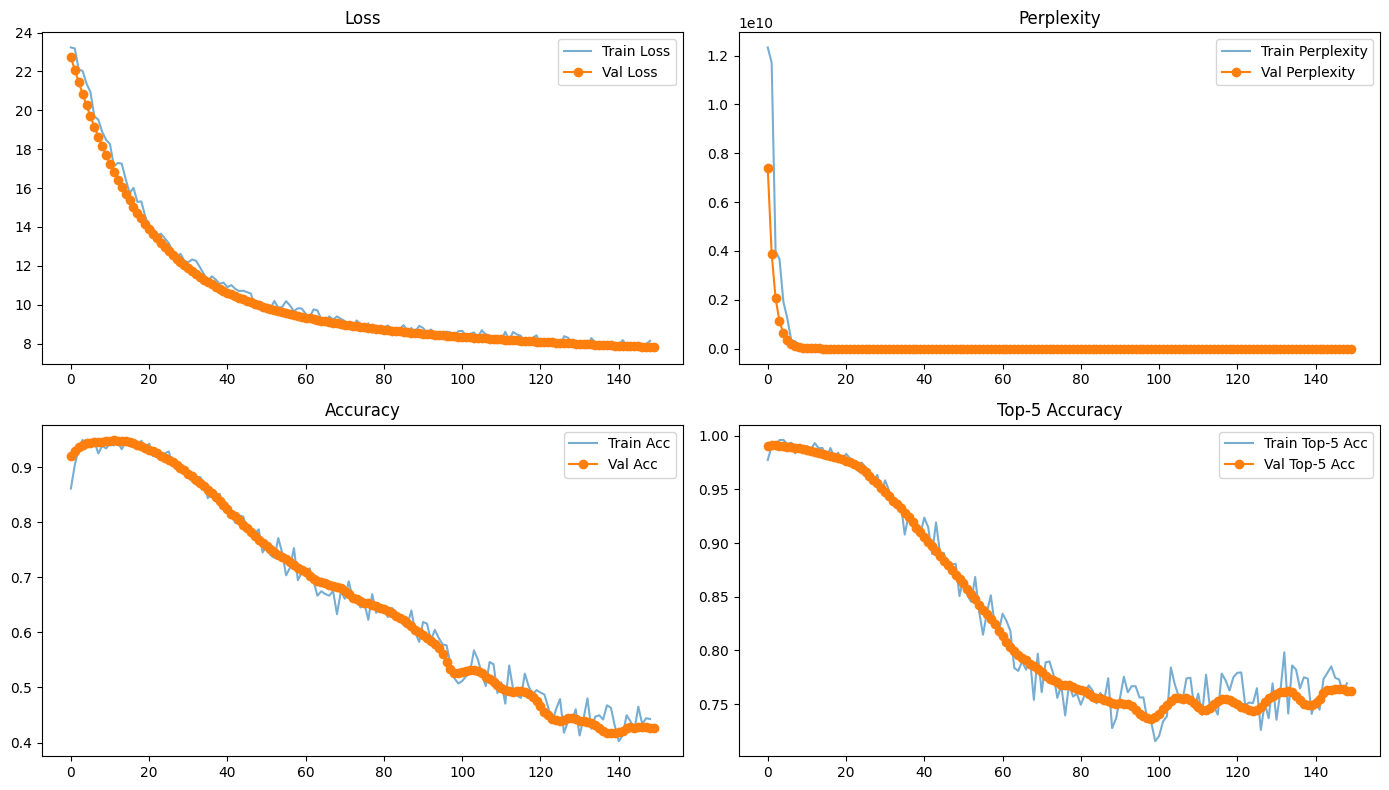 Loss
24
22
20
18
16
14
12
10
8
0 20 40 60 80 100 120 140
Train Loss
Val Loss
Perplexity
1e10
1.2
1.0
0.8
0.6
0.4
0.2
0.0
0 20 40 60 80 100 120 140
Train Perplexity
Val Perplexity
Accuracy
0.9
0.8
0.7
0.6
0.5
0.4
0 20 40 60 80 100 120 140
Train Acc
Val Acc
Top-5 Accuracy
1.00
0.95
0.90
0.85
0.80
0.75
0 20 40 60 80 100 120 140
Train Top-5 Acc
Val Top-5 Acc